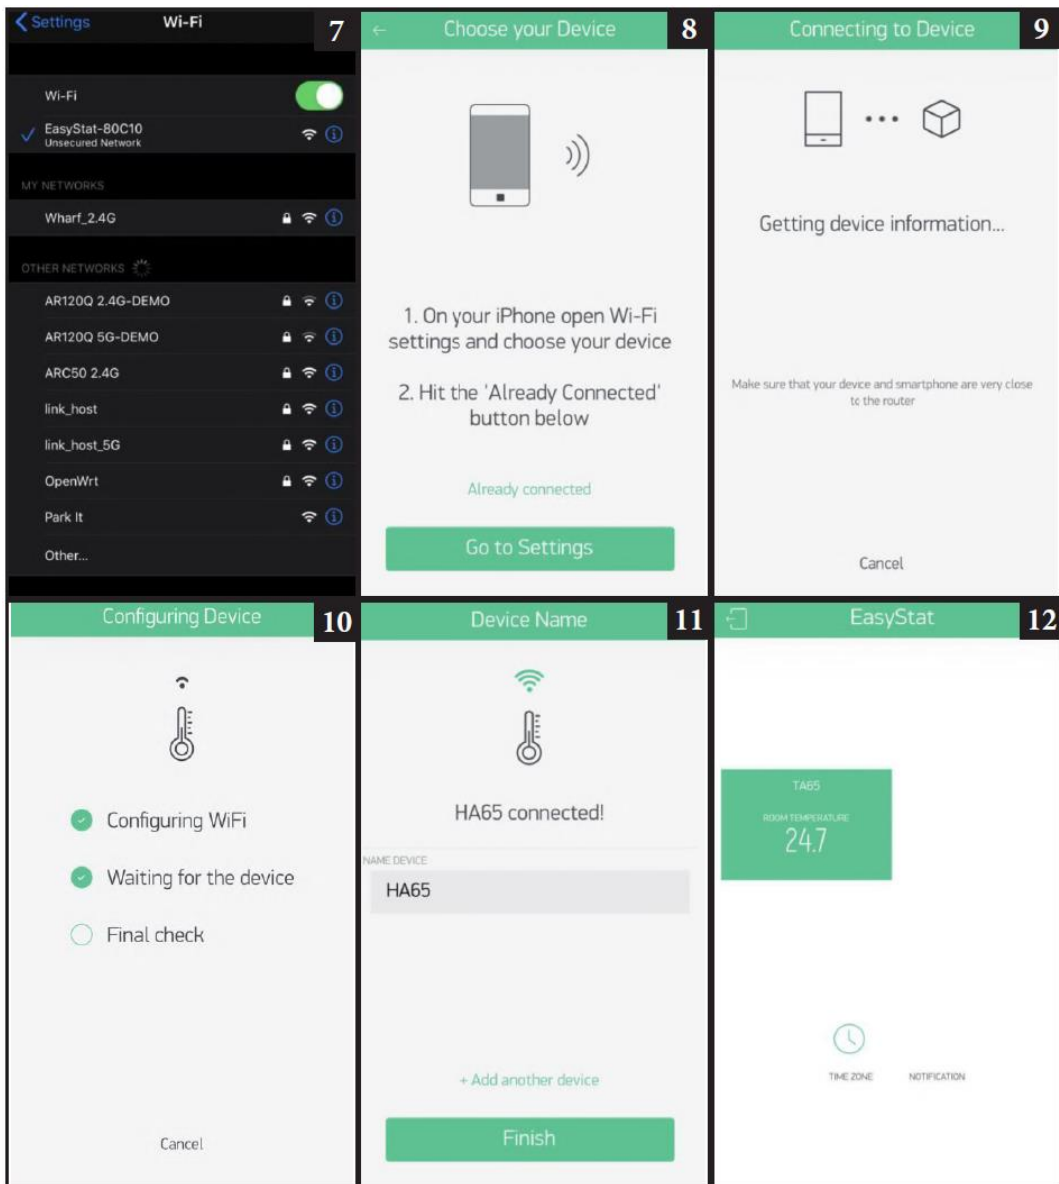 Settings Wi-Fi 7
Wi-Fi
EasyStat-80C10
Unsecured Network
MY NETWORKS
Wharf_2.4G
OTHER NETWORKS
AR120Q 2.4G-DEMO
AR120Q 5G-DEMO
ARC50 2.4G
link_host
link_host_5G
OpenWrt
Park It
Other...
Choose your Device 8
1. On your iPhone open Wi-Fi
settings and choose your device
2. Hit the 'Already Connected'
button below
Already connected
Go to Settings
Connecting to Device 9
Getting device information...
Make sure that your device and smartphone are very close
to the router
Cancel
Configuring Device 10
Configuring WiFi
Waiting for the device
Final check
Cancel
Device Name 11
HA65 connected!
NAME DEVICE
HA65
+ Add another device
Finish
EasyStat 12
TA65
ROOM TEMPERATURE
24.7
TIME ZONE NOTIFICATION